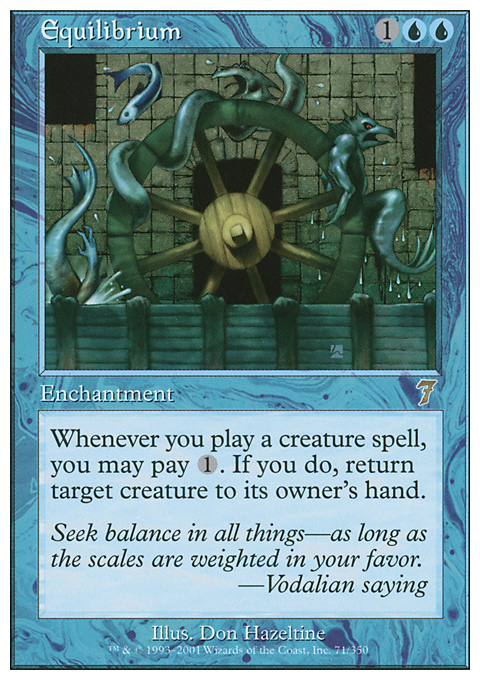 Equilibrium 1
Enchantment 7
Whenever you play a creature spell,
you may pay 1. If you do, return
target creature to its owner's hand.
Seek balance in all things—as long as
the scales are weighted in your favor.
—Vodalian saying
Illus. Don Hazeltine
™ & © 1993–2001 Wizards of the Coast, Inc. 71/350